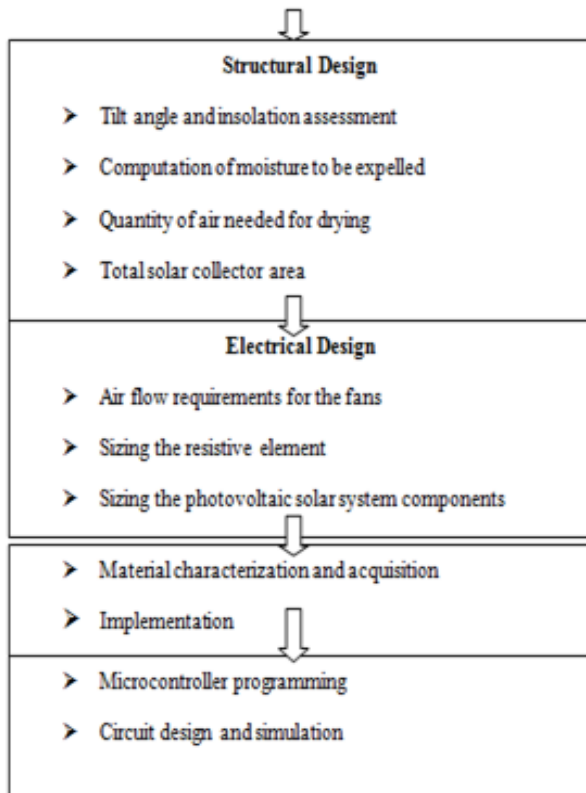 Structural Design
➤ Tilt angle and insolation assessment
➤ Computation of moisture to be expelled
➤ Quantity of air needed for drying
➤ Total solar collector area
Electrical Design
➤ Air flow requirements for the fans
➤ Sizing the resistive element
➤ Sizing the photovoltaic solar system components
➤ Material characterization and acquisition
➤ Implementation
➤ Microcontroller programming
➤ Circuit design and simulation